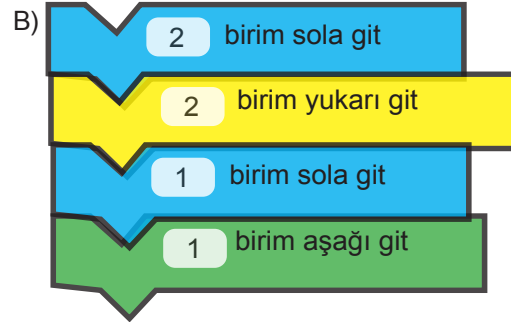 B) 2 birim sola git
2 birim yukarı git
1 birim sola git
1 birim aşağı git